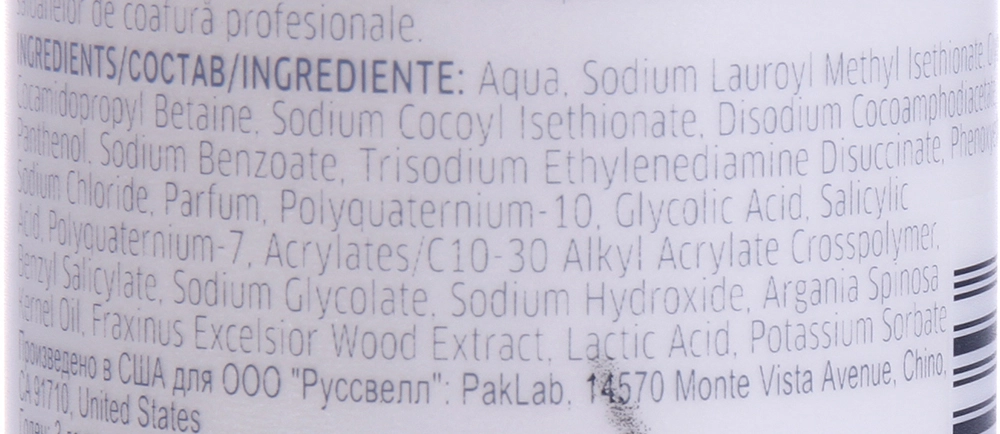 saloanelor de coafură profesionale.
INGREDIENTS/СОСТАВ/INGREDIENTE: Aqua, Sodium Lauroyl Methyl Isethionate,
Cocamidopropyl Betaine, Sodium Cocoyl Isethionate, Disodium Cocoamphodiacetate,
Panthenol, Sodium Benzoate, Trisodium Ethylenediamine Disuccinate,
Sodium Chloride, Parfum, Polyquaternium-10, Glycolic Acid, Salicylic
Acid, Polyquaternium-7, Acrylates/C10-30 Alkyl Acrylate Crosspolymer,
Benzyl Salicylate, Sodium Glycolate, Sodium Hydroxide, Argania Spinosa
Kernel Oil, Fraxinus Excelsior Wood Extract, Lactic Acid, Potassium Sorbate
Произведено в США для ООО "Руссвелл": PakLab, 14570 Monte Vista Avenue, Chino,
CA 91710, United States